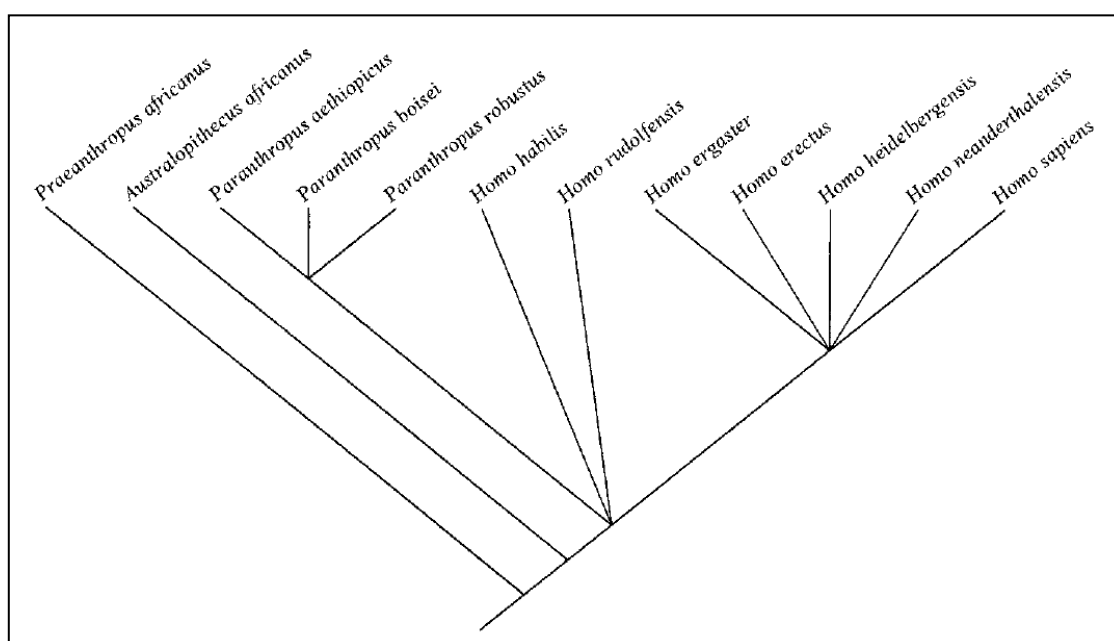 Praeanthropus africanus
Australopithecus africanus
Paranthropus aethiopicus
Paranthropus boisei
Paranthropus robustus
Homo habilis
Homo rudolfensis
Homo ergaster
Homo erectus
Homo heidelbergensis
Homo neanderthalensis
Homo sapiens